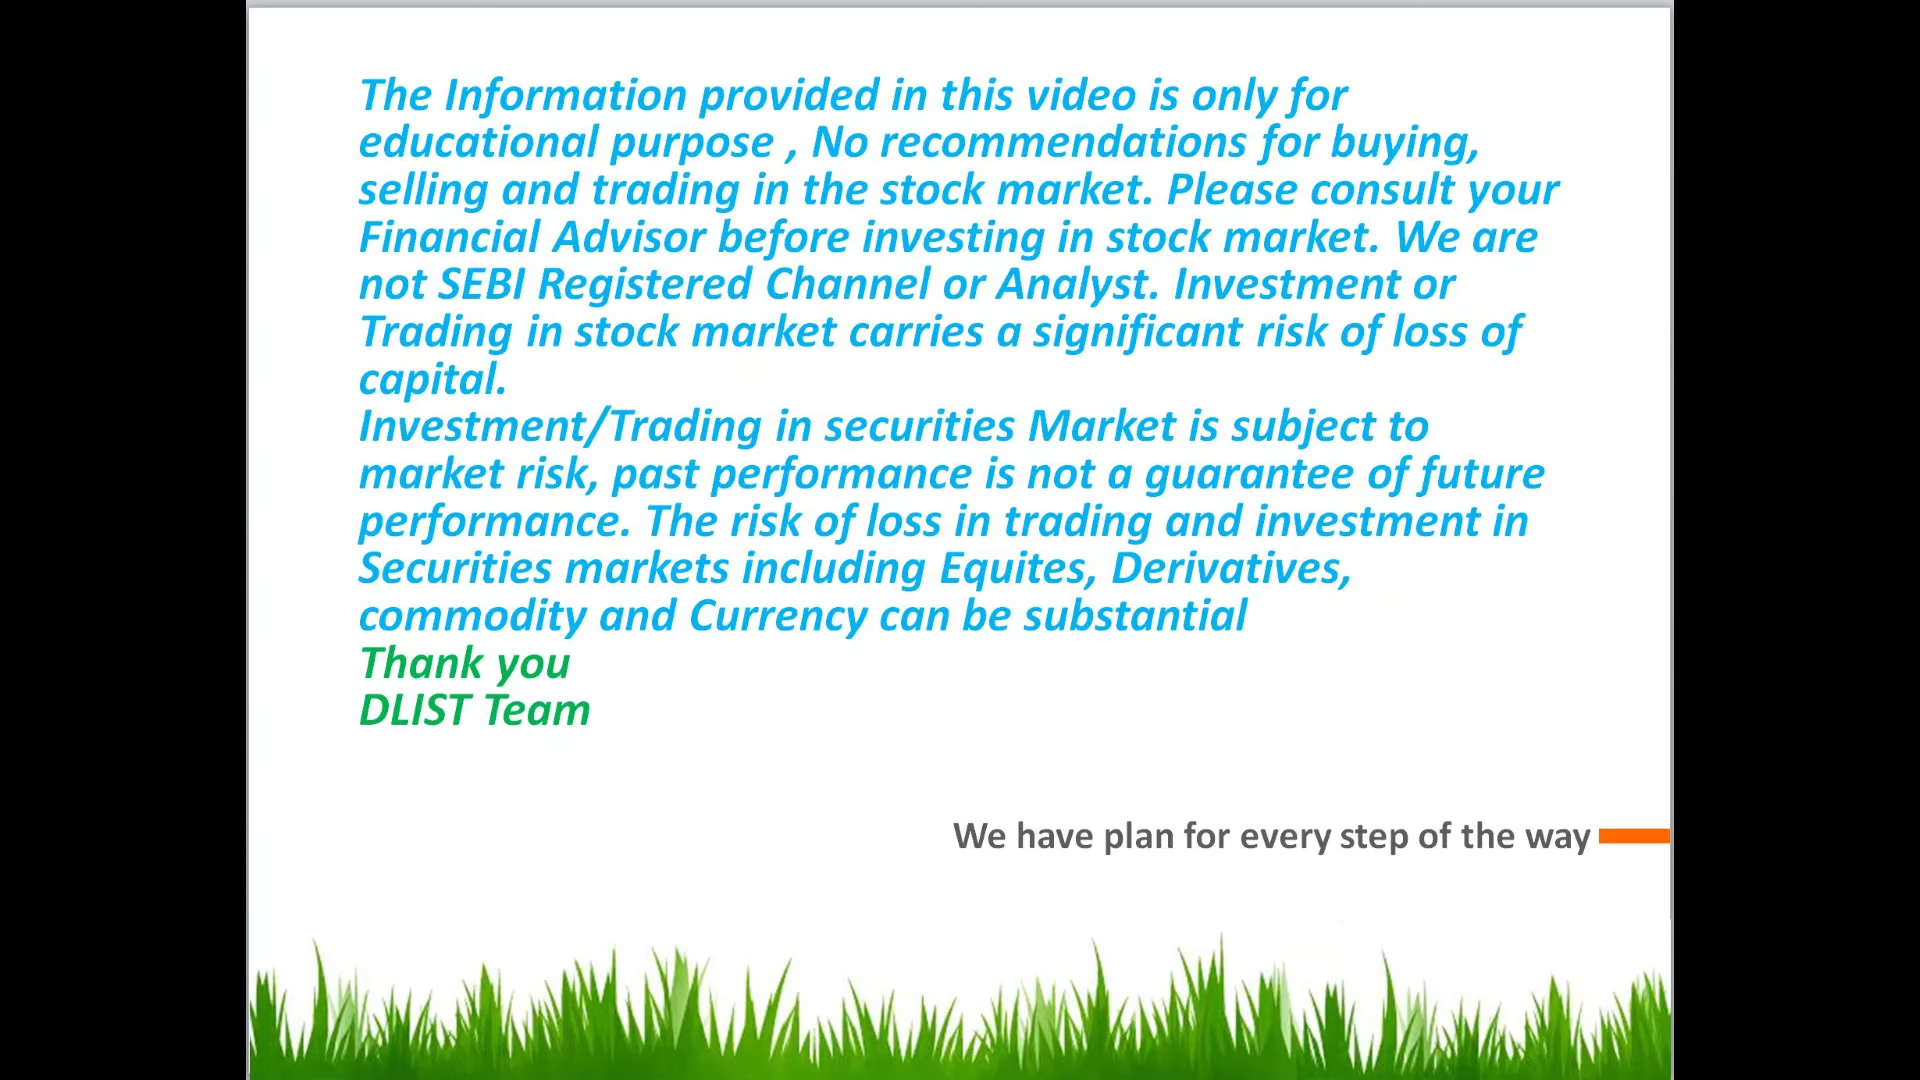 The Information provided in this video is only for
educational purpose , No recommendations for buying,
selling and trading in the stock market. Please consult your
Financial Advisor before investing in stock market. We are
not SEBI Registered Channel or Analyst. Investment or
Trading in stock market carries a significant risk of loss of
capital.
Investment/Trading in securities Market is subject to
market risk, past performance is not a guarantee of future
performance. The risk of loss in trading and investment in
Securities markets including Equites, Derivatives,
commodity and Currency can be substantial
Thank you
DLIST Team
We have plan for every step of the way